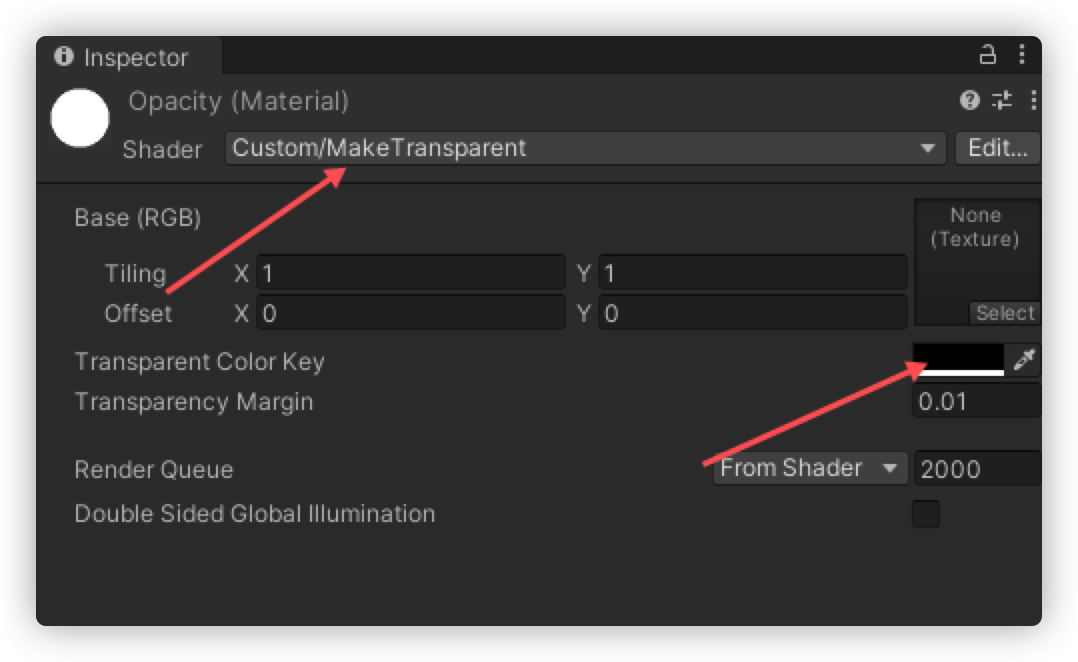 Inspector
Opacity (Material)
Shader Custom/MakeTransparent Edit...
Base (RGB)
None
(Texture)
Tiling X 1 Y 1
Offset X 0 Y 0
Select
Transparent Color Key
Transparency Margin 0.01
Render Queue From Shader 2000
Double Sided Global Illumination